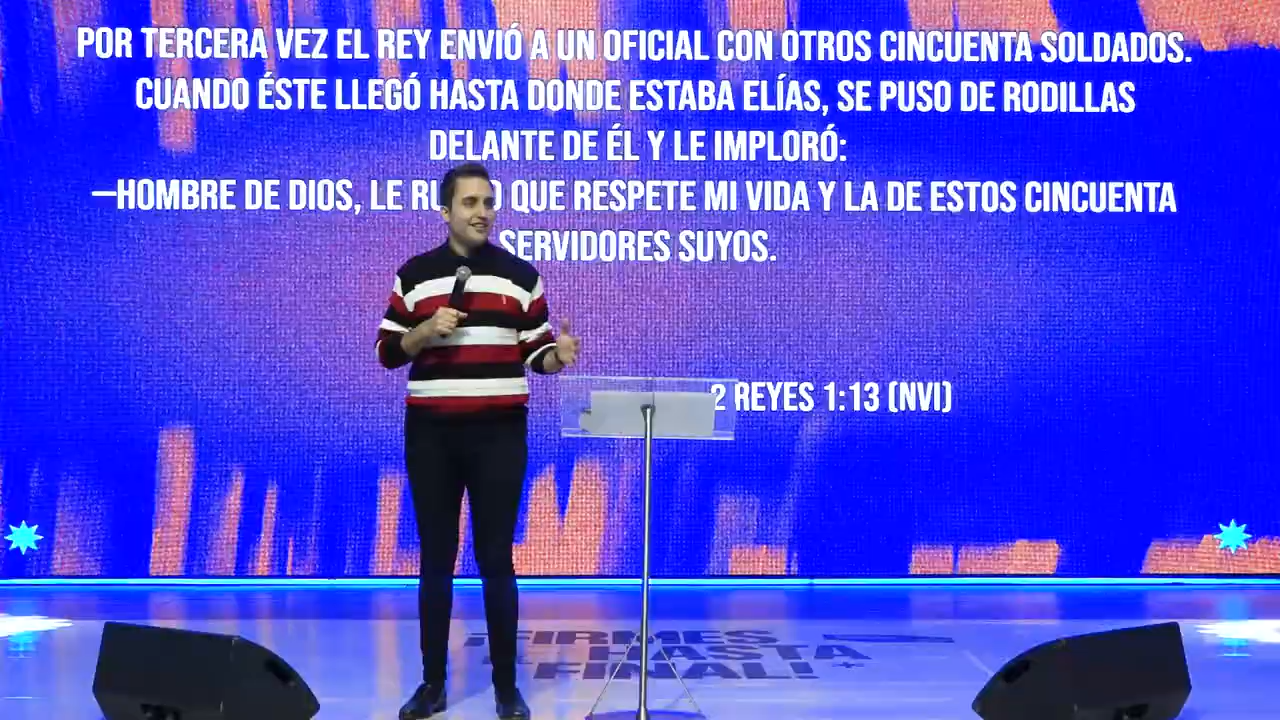 POR TERCERA VEZ EL REY ENVIÓ A UN OFICIAL CON OTROS CINCUENTA SOLDADOS.
CUANDO ÉSTE LLEGÓ HASTA DONDE ESTABA ELÍAS, SE PUSO DE RODILLAS
DELANTE DE ÉL Y LE IMPLORÓ:
—HOMBRE DE DIOS, LE QUE RESPETE MI VIDA Y LA DE ESTOS CINCUENTA
SERVIDORES SUYOS.
2 REYES 1:13 (NVI)
¡FIRMES
HASTA
FINAL!